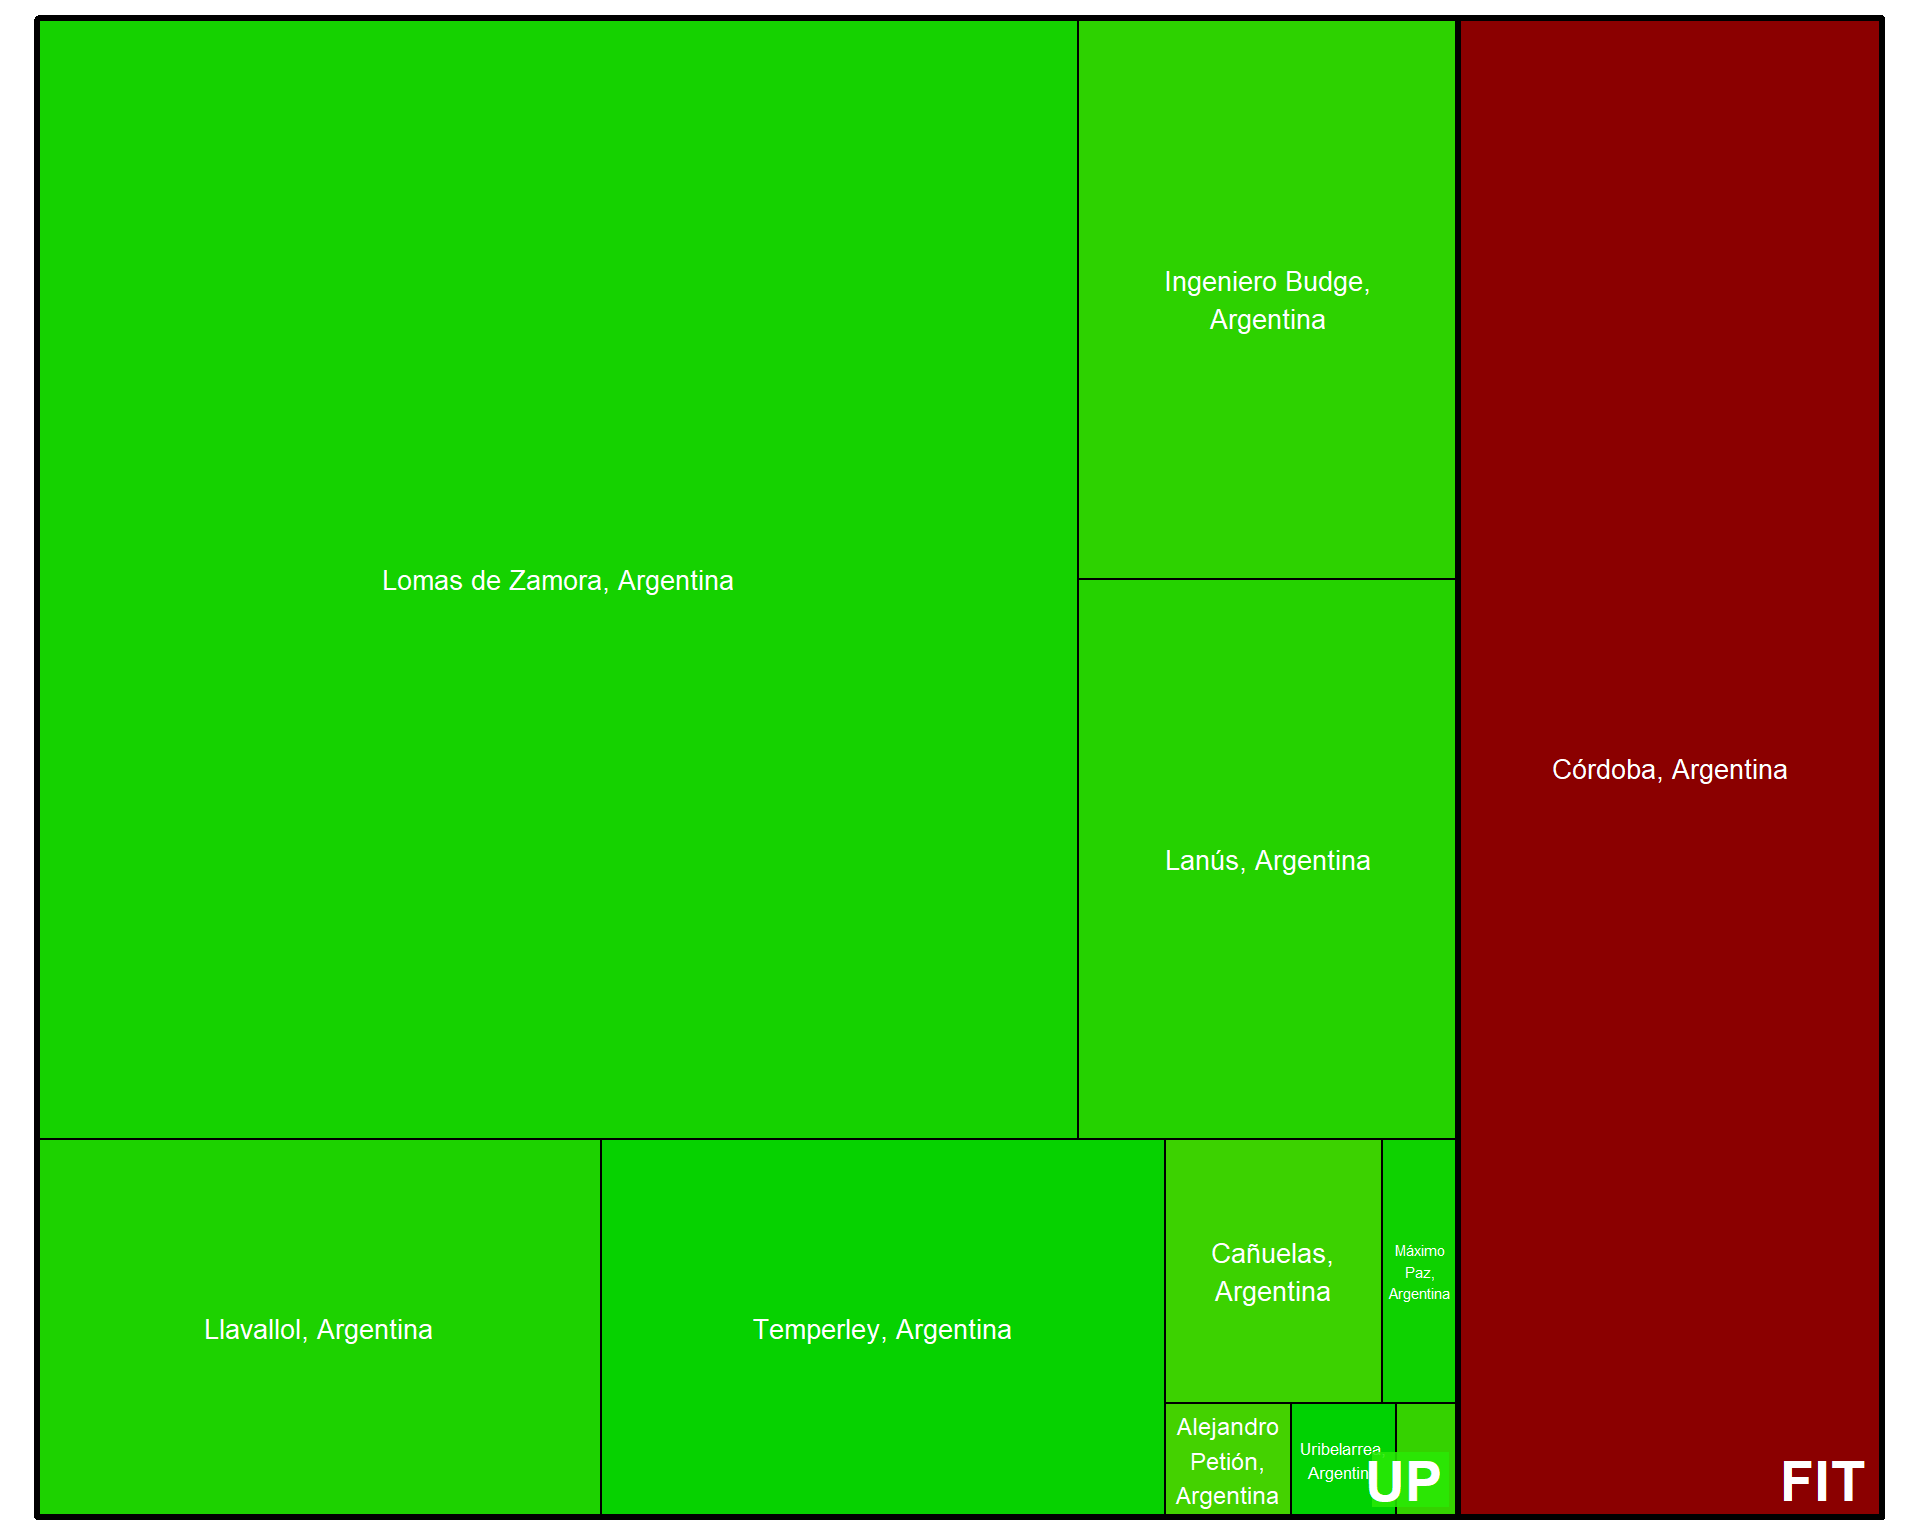 Ingeniero Budge,
Argentina
Lomas de Zamora, Argentina
Córdoba, Argentina
Lanús, Argentina
Llavallol, Argentina
Temperley, Argentina
Cañuelas,
Argentina
Máximo
Paz,
Argentina
Alejandro
Petión,
Argentina
Uribelarrea,
Argentina
UP
FIT